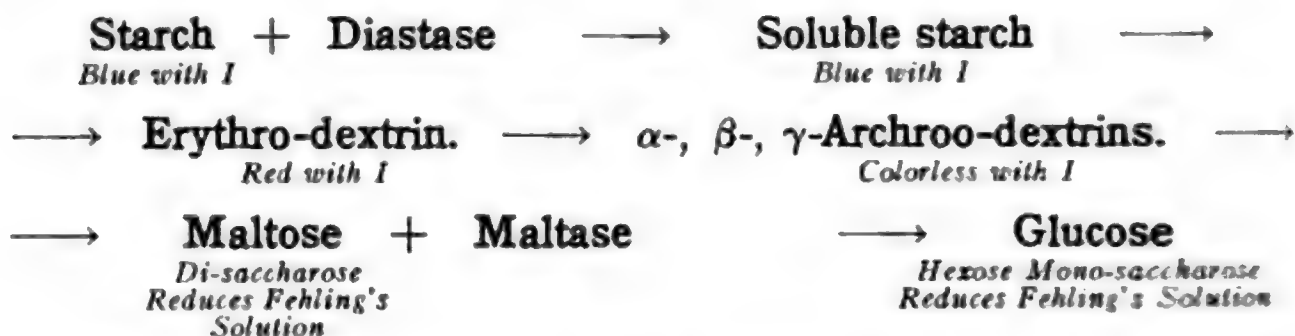 Starch + Diastase ⟶ Soluble starch ⟶
Blue with I Blue with I
⟶ Erythro-dextrin. ⟶ α-, β-, γ-Archroo-dextrins. ⟶
Red with I Colorless with I
⟶ Maltose + Maltase ⟶ Glucose
Di-saccharose Hexose Mono-saccharose
Reduces Fehling's Reduces Fehling's Solution
Solution